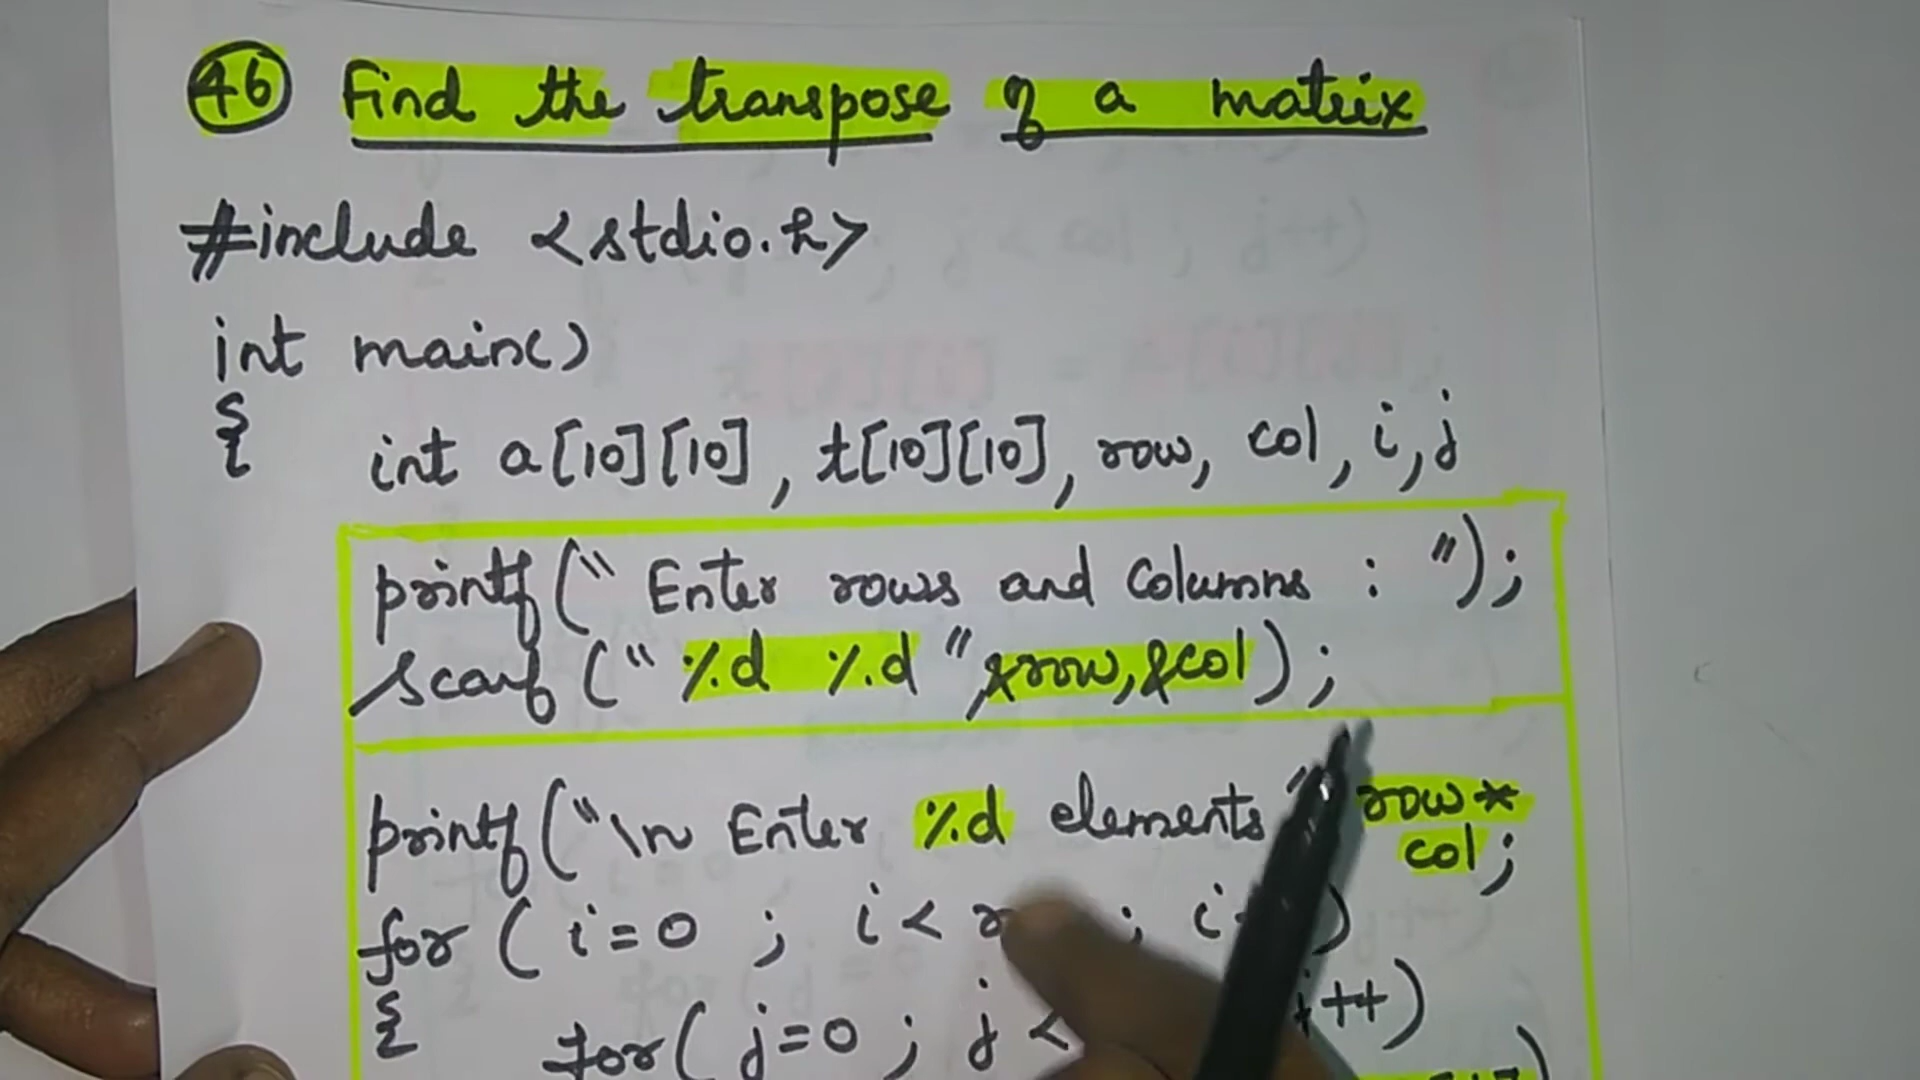 46 Find the transpose of a matrix
#include <stdio.h>
int main()
{ int a[10][10], t[10][10], row, col, i, j
printf("Enter rows and columns : ");
scanf("%d %d", &row, &col);
printf("\n Enter %d elements" row*
col;
for ( i=0 ; i< ; i
{ for( j=0 ; j < ++)